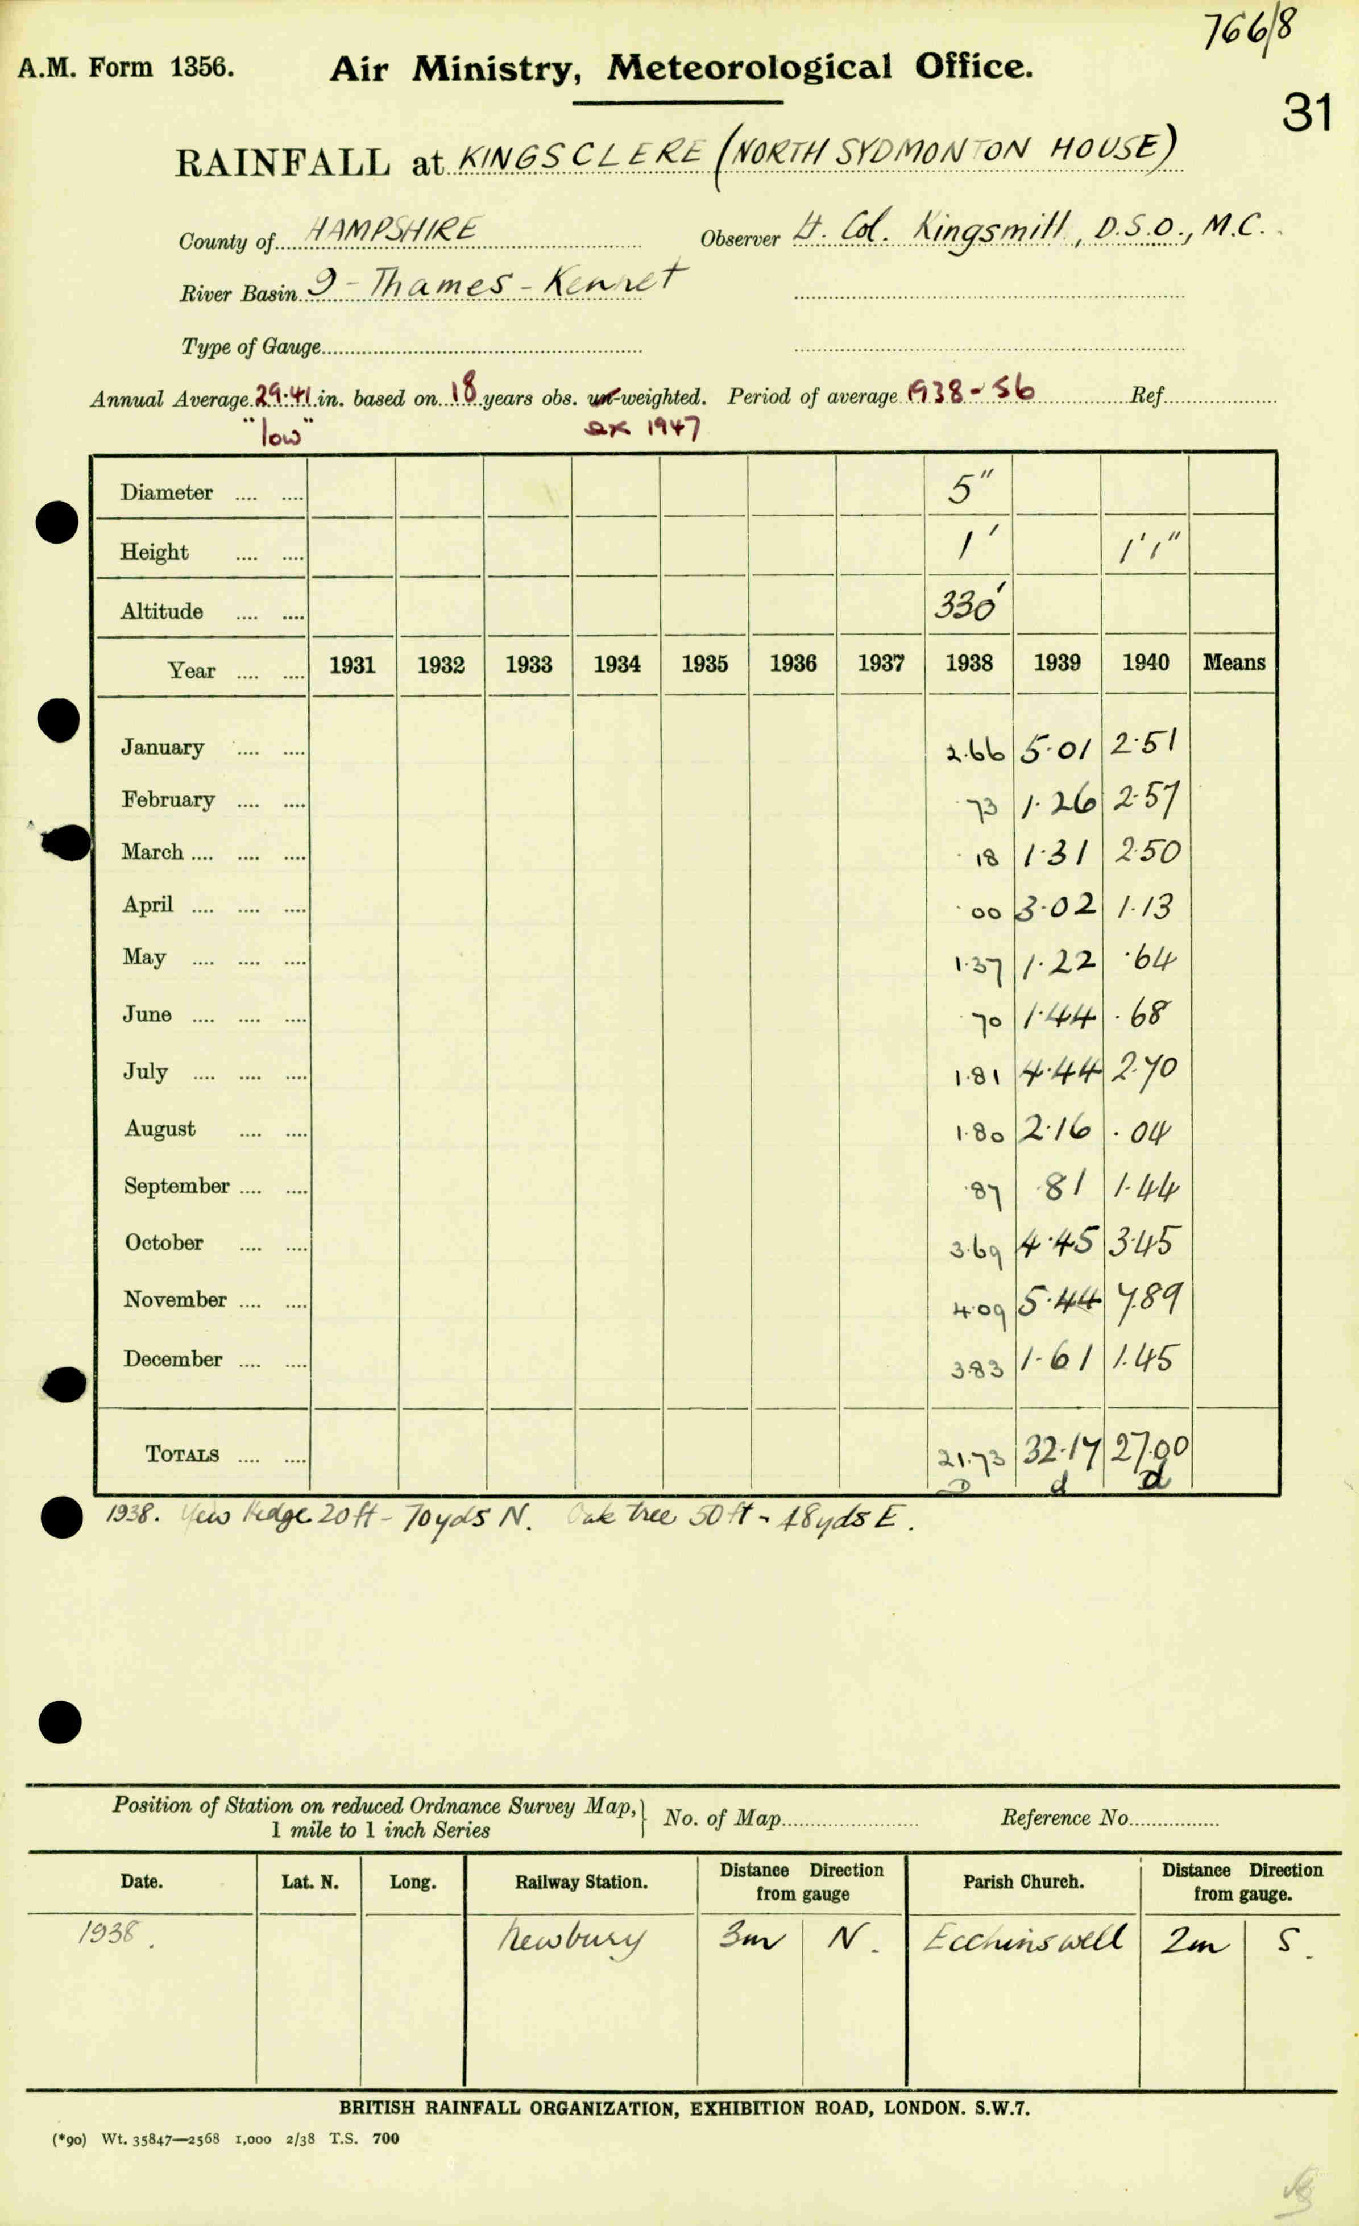 766/8
A.M. Form 1356. Air Ministry, Meteorological Office.
31
RAINFALL at KINGSCLERE (NORTH SYDMONTON HOUSE)
County of HAMPSHIRE Observer Lt. Col. Kingsmill, D.S.O., M.C.
River Basin 9 - Thames - Kennet
Type of Gauge
Annual Average 29.41 in. based on 18 years obs. un-weighted. Period of average 1938-56 Ref.
"low" ex 1947
Diameter .... .... 5"
Height .... .... 1' 1'1"
Altitude .... .... 330'
Year .... .... 1931 1932 1933 1934 1935 1936 1937 1938 1939 1940 Means
January .... .... 2.66 5.01 2.51
February .... .... .73 1.26 2.57
March .... .... .... .18 1.31 2.50
April .... .... .... .00 3.02 1.13
May .... .... .... 1.37 1.22 .64
June .... .... .... .70 1.44 .68
July .... .... .... 1.81 4.44 2.70
August .... .... 1.80 2.16 .04
September .... .... .87 .81 1.44
October .... .... 3.69 4.45 3.45
November .... .... 4.09 5.44 7.89
December .... .... 3.83 1.61 1.45
TOTALS .... .... 21.73 32.17 27.00
D d d
1938. Yew Hedge 20ft - 70yds N. Oak tree 50ft - 48yds E.
Position of Station on reduced Ordnance Survey Map, 1 mile to 1 inch Series } No. of Map Reference No.
Date. Lat. N. Long. Railway Station. Distance Direction from gauge Parish Church. Distance Direction from gauge.
1938. Newbury 3m N. Ecchinswell 2m S.
BRITISH RAINFALL ORGANIZATION, EXHIBITION ROAD, LONDON. S.W.7.
(*90) Wt. 35847—2568 1,000 2/38 T.S. 700